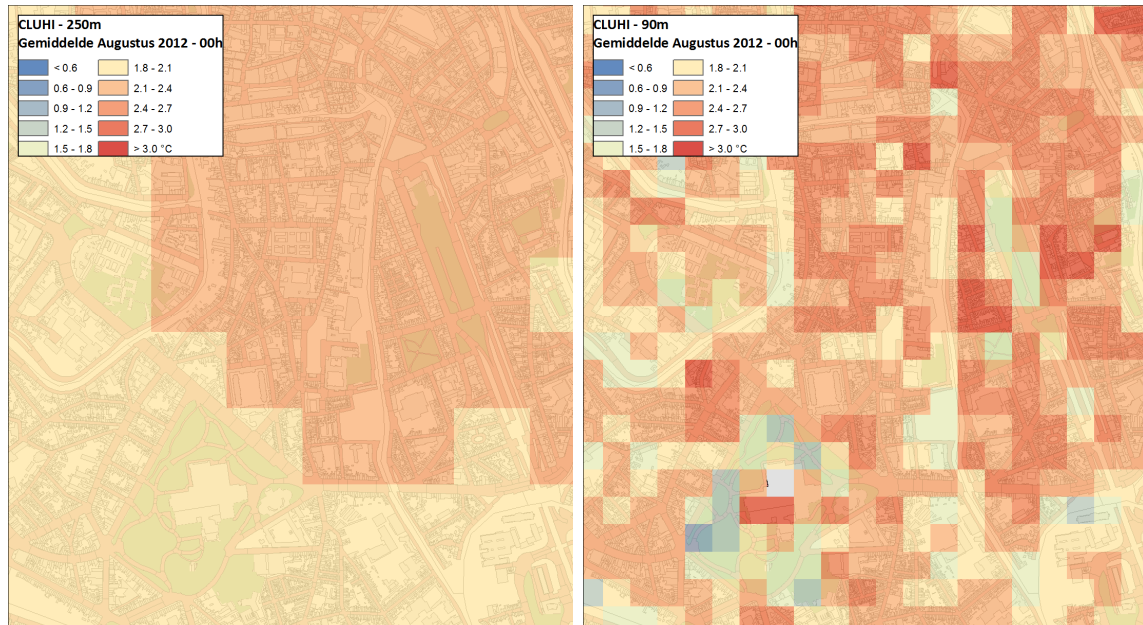 CLUHI - 250m
Gemiddelde Augustus 2012 - 00h
< 0.6
1.8 - 2.1
0.6 - 0.9
2.1 - 2.4
0.9 - 1.2
2.4 - 2.7
1.2 - 1.5
2.7 - 3.0
1.5 - 1.8
> 3.0 °C
CLUHI - 90m
Gemiddelde Augustus 2012 - 00h
< 0.6
1.8 - 2.1
0.6 - 0.9
2.1 - 2.4
0.9 - 1.2
2.4 - 2.7
1.2 - 1.5
2.7 - 3.0
1.5 - 1.8
> 3.0 °C